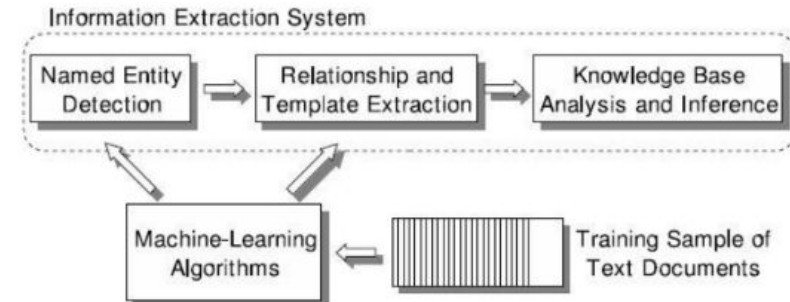 Information Extraction System
Named Entity
Detection
Relationship and
Template Extraction
Knowledge Base
Analysis and Inference
Machine-Learning
Algorithms
Training Sample of
Text Documents